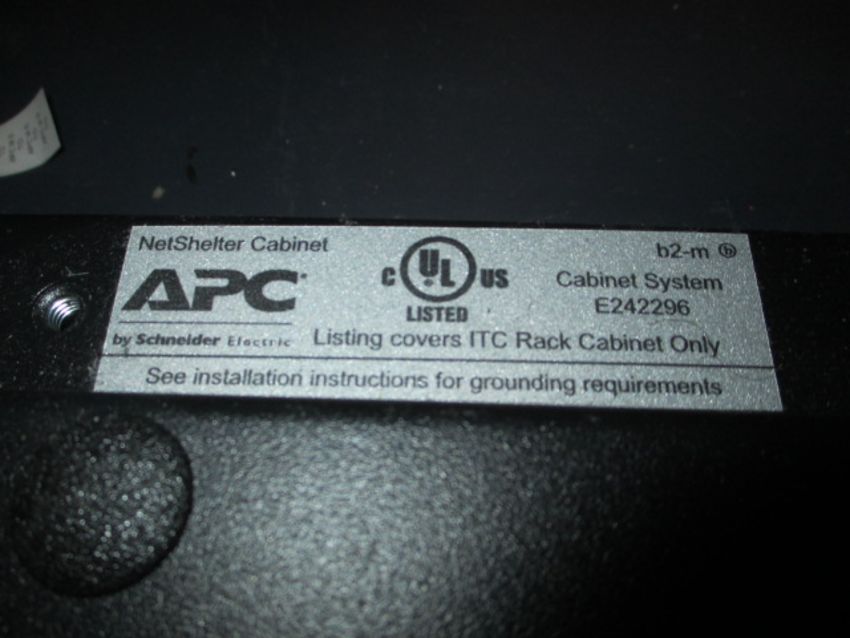 NetShelter Cabinet
APC
by Schneider Electric
C UL US
LISTED
b2-m ⓑ
Cabinet System
E242296
Listing covers ITC Rack Cabinet Only
See installation instructions for grounding requirements